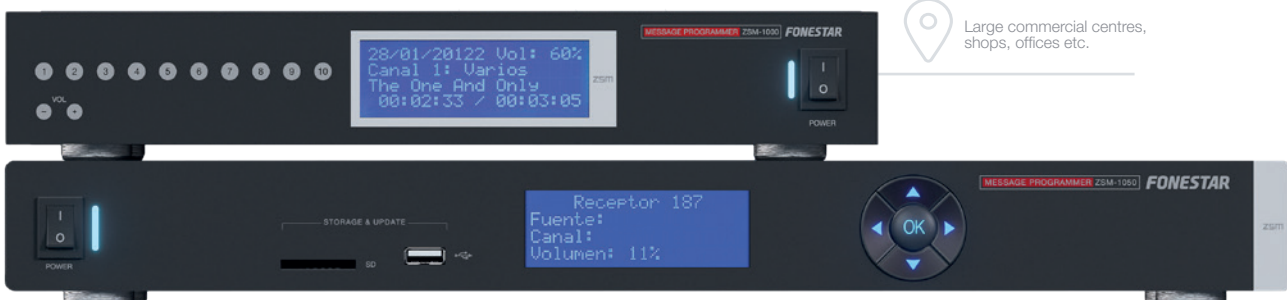 MESSAGE PROGRAMMER ZSM-1000 FONESTAR
Large commercial centres,
shops, offices etc.
1 2 3 4 5 6 7 8 9 10
VOL
- +
28/01/20122 Vol: 60%
Canal 1: Varios
The One And Only
00:02:33 / 00:03:05
zsm
I
O
POWER
MESSAGE PROGRAMMER ZSM-1050 FONESTAR
I
O
POWER
STORAGE & UPDATE
SD
Receptor 187
Fuente:
Canal:
Volumen: 11%
OK
zsm